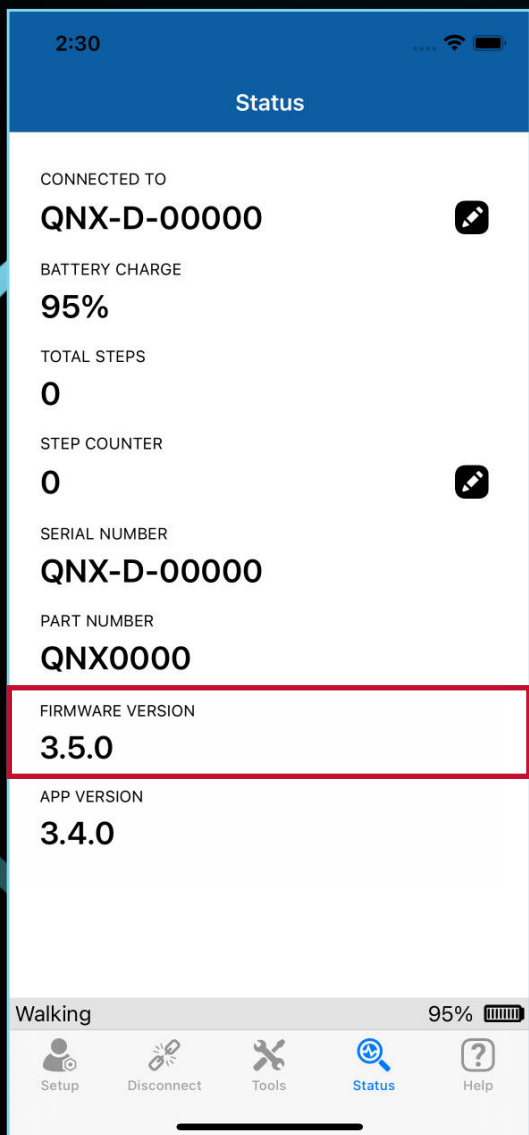 2:30
Status
CONNECTED TO
QNX-D-00000
BATTERY CHARGE
95%
TOTAL STEPS
0
STEP COUNTER
0
SERIAL NUMBER
QNX-D-00000
PART NUMBER
QNX0000
FIRMWARE VERSION
3.5.0
APP VERSION
3.4.0
Walking 95%
Setup Disconnect Tools Status Help